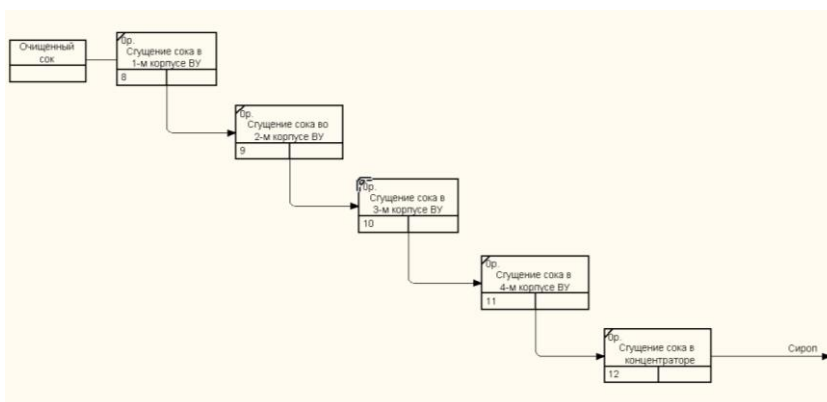 Очищенный
сок
0р.
Сгущение сока в
1-м корпусе ВУ
8
0р.
Сгущение сока во
2-м корпусе ВУ
9
0р.
Сгущение сока в
3-м корпусе ВУ
10
0р.
Сгущение сока в
4-м корпусе ВУ
11
0р.
Сгущение сока в
концентраторе
12
Сироп